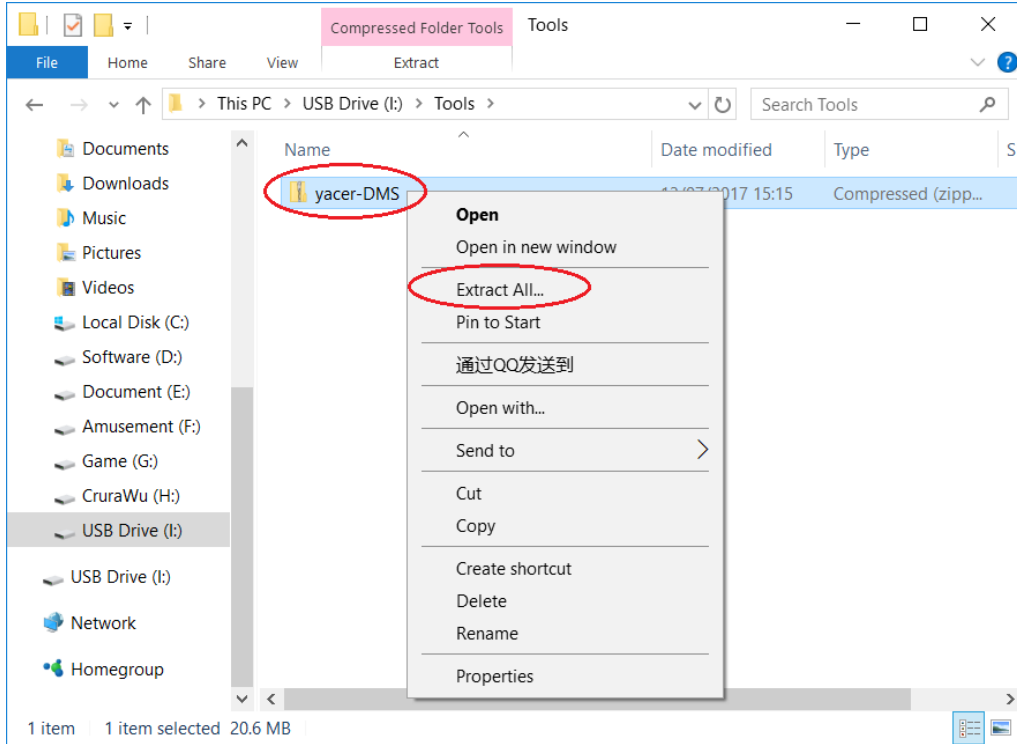 Compressed Folder Tools
Tools
File
Home
Share
View
Extract
?
This PC > USB Drive (I:) > Tools >
Search Tools
Documents
Downloads
Music
Pictures
Videos
Local Disk (C:)
Software (D:)
Document (E:)
Amusement (F:)
Game (G:)
CruraWu (H:)
USB Drive (I:)
USB Drive (I:)
Network
Homegroup
Name
Date modified
Type
S
yacer-DMS
/2017 15:15
Compressed (zipp...
Open
Open in new window
Extract All...
Pin to Start
通过QQ发送到
Open with...
Send to
Cut
Copy
Create shortcut
Delete
Rename
Properties
1 item
1 item selected 20.6 MB